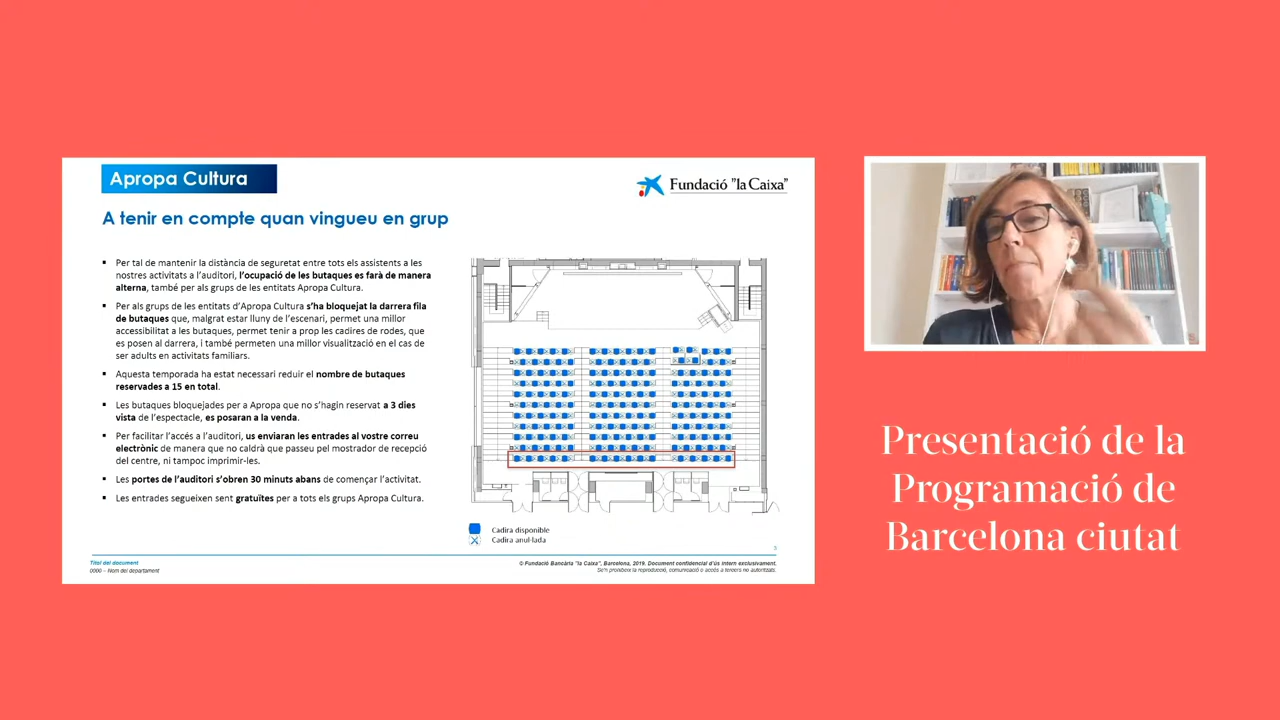 Apropa Cultura
Fundació "la Caixa"
A tenir en compte quan vingueu en grup
Per tal de mantenir la distància de seguretat entre tots els assistents a les
nostres activitats a l'auditori, l'ocupació de les butaques es farà de manera
alterna, també per als grups de les entitats Apropa Cultura.
Per als grups de les entitats d'Apropa Cultura s'ha bloquejat la darrera fila
de butaques que, malgrat estar lluny de l'escenari, permet una millor
accessibilitat a les butaques, permet tenir a prop les cadires de rodes, que
es posen al darrera, i també permeten una millor visualització en el cas de
ser adults en activitats familiars.
Aquesta temporada ha estat necessari reduir el nombre de butaques
reservades a 15 en total.
Les butaques bloquejades per a Apropa que no s'hagin reservat a 3 dies
vista de l'espectacle, es posaran a la venda.
Per facilitar l'accés a l'auditori, us enviaran les entrades al vostre correu
electrònic de manera que no caldrà que passeu pel mostrador de recepció
del centre, ni tampoc imprimir-les.
Les portes de l'auditori s'obren 30 minuts abans de començar l'activitat.
Les entrades segueixen sent gratuïtes per a tots els grups Apropa Cultura.
Cadira disponible
Cadira anul·lada
5
Títol del document
0000 – Nom del departament
© Fundació Bancària "la Caixa", Barcelona, 2019. Document confidencial d'ús intern exclusivament.
Se'n prohibeix la reproducció, comunicació o accés a tercers no autoritzats.
Presentació de la
Programació de
Barcelona ciutat